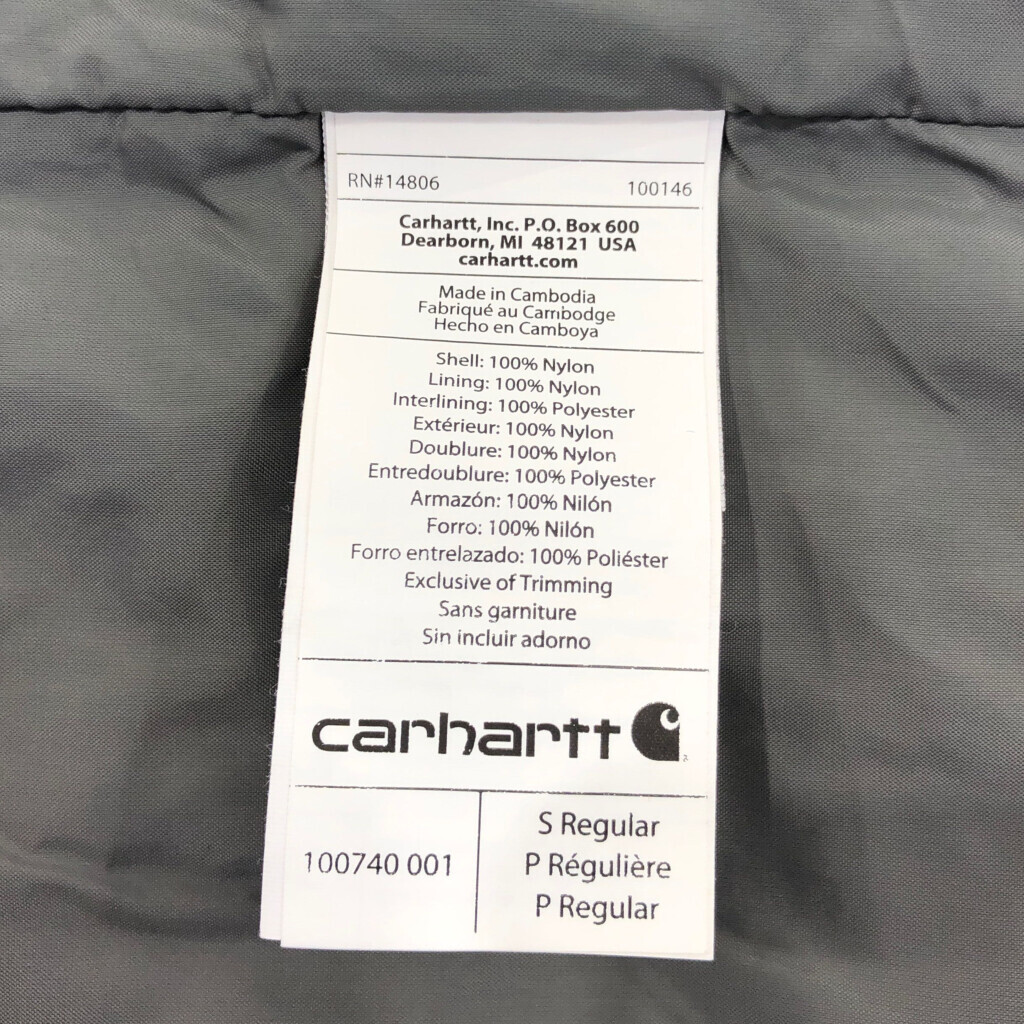 RN#14806 100146
Carhartt, Inc. P.O. Box 600
Dearborn, MI 48121 USA
carhartt.com
Made in Cambodia
Fabriqué au Cambodge
Hecho en Camboya
Shell: 100% Nylon
Lining: 100% Nylon
Interlining: 100% Polyester
Extérieur: 100% Nylon
Doublure: 100% Nylon
Entredoublure: 100% Polyester
Armazón: 100% Nilón
Forro: 100% Nilón
Forro entrelazado: 100% Poliéster
Exclusive of Trimming
Sans garniture
Sin incluir adorno
carhartt
100740 001
S Regular
P Régulière
P Regular